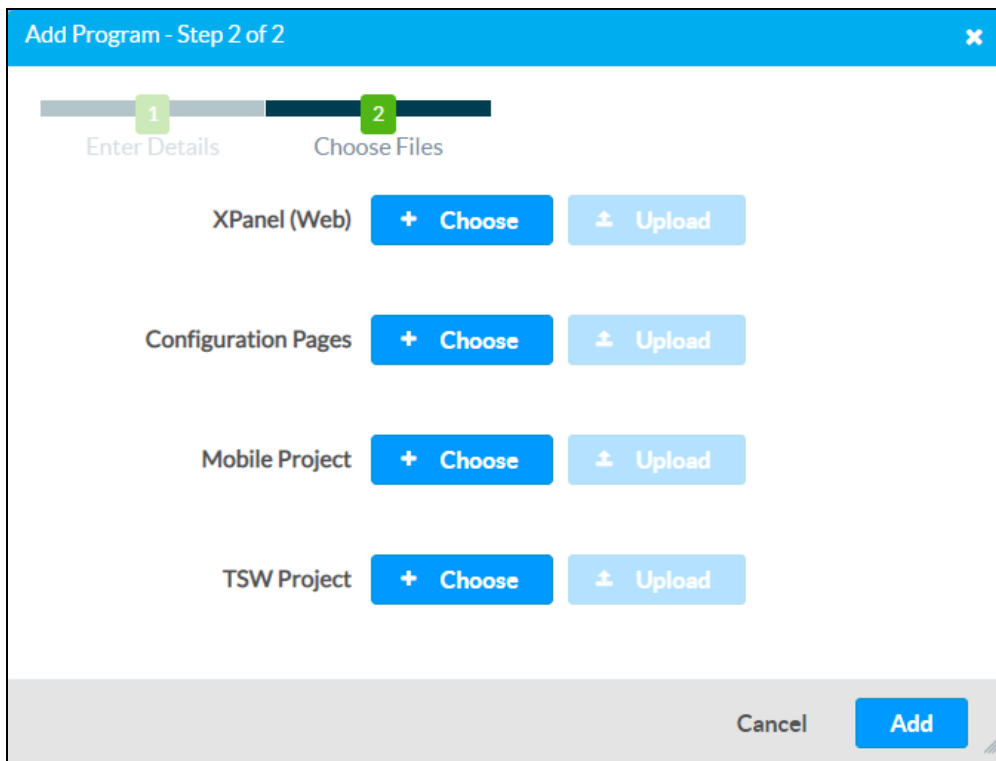 Add Program - Step 2 of 2
1 2
Enter Details Choose Files
XPanel (Web) Choose Upload
Configuration Pages Choose Upload
Mobile Project Choose Upload
TSW Project Choose Upload
Cancel Add